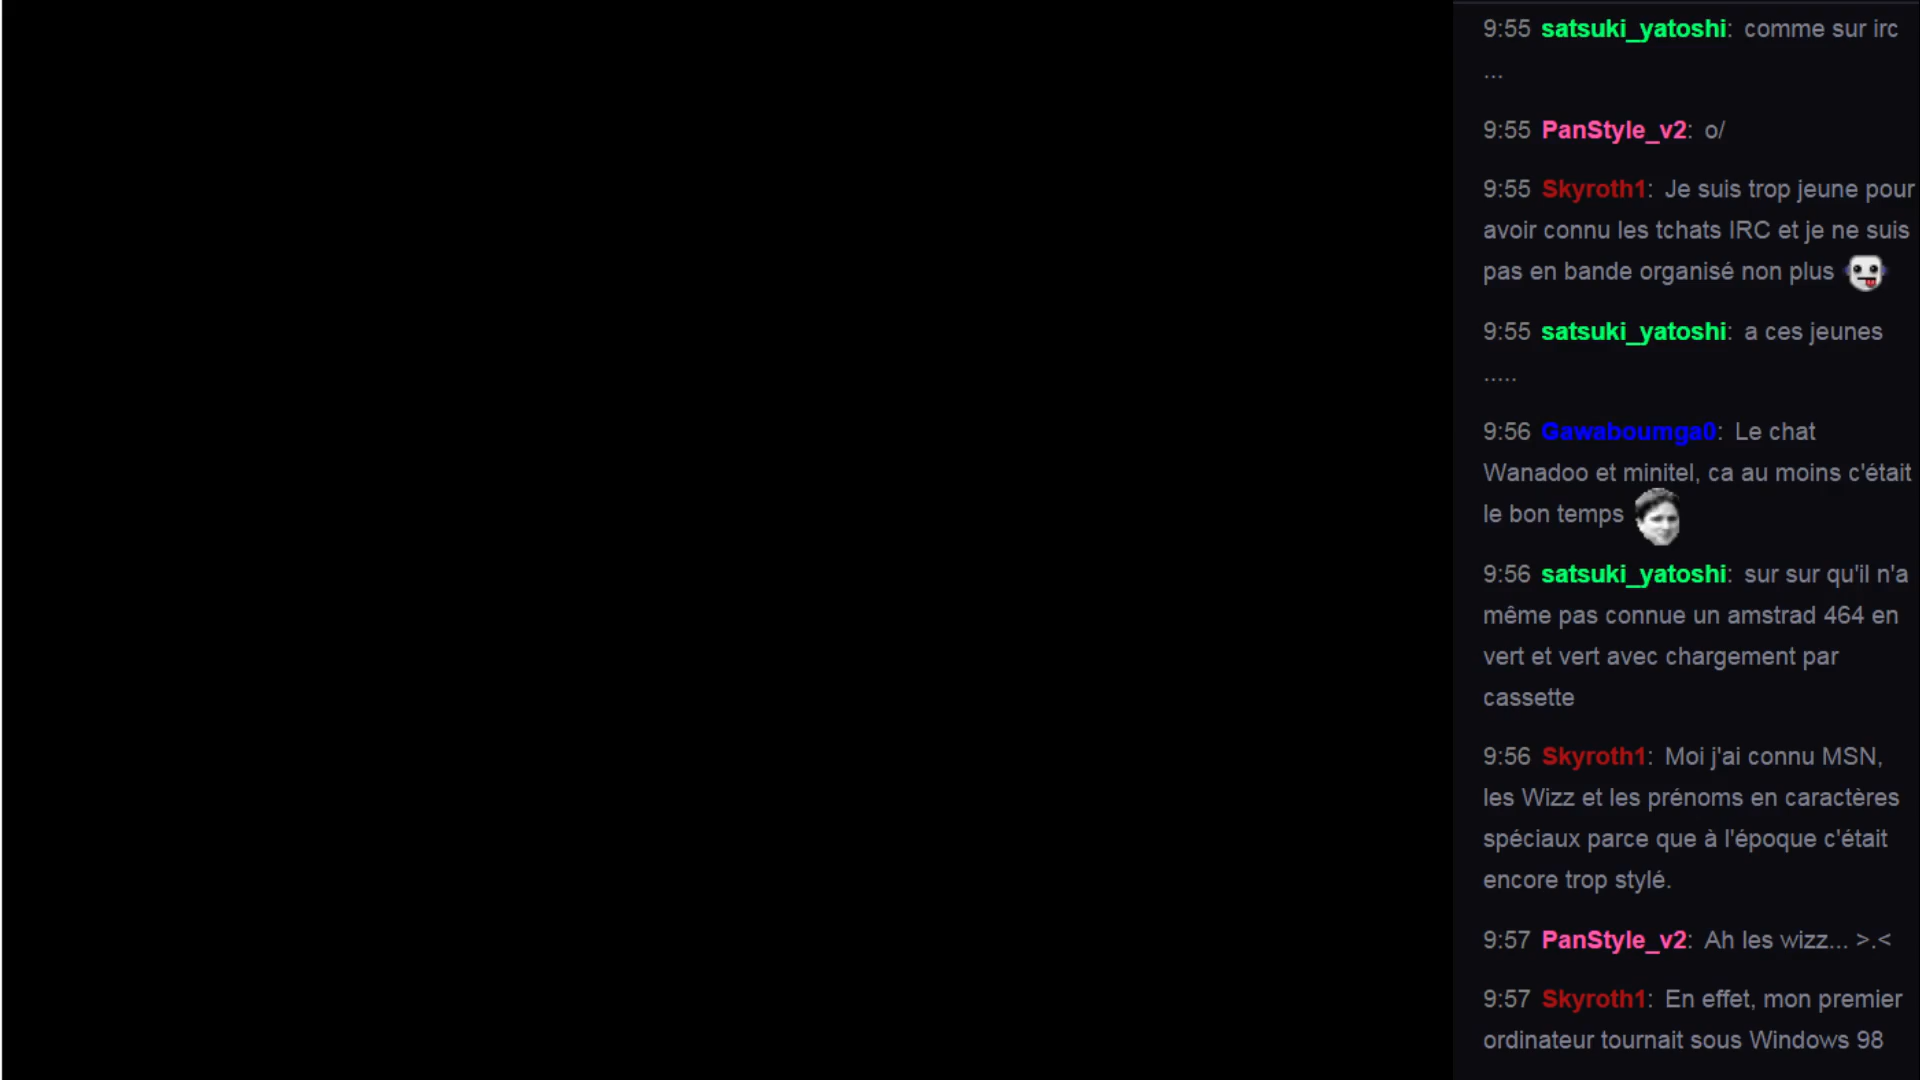 9:55 satsuki_yatoshi: comme sur irc
...
9:55 PanStyle_v2: o/
9:55 Skyroth1: Je suis trop jeune pour
avoir connu les tchats IRC et je ne suis
pas en bande organisé non plus
9:55 satsuki_yatoshi: a ces jeunes
.....
9:56 Gawaboumga0: Le chat
Wanadoo et minitel, ca au moins c'était
le bon temps
9:56 satsuki_yatoshi: sur sur qu'il n'a
même pas connue un amstrad 464 en
vert et vert avec chargement par
cassette
9:56 Skyroth1: Moi j'ai connu MSN,
les Wizz et les prénoms en caractères
spéciaux parce que à l'époque c'était
encore trop stylé.
9:57 PanStyle_v2: Ah les wizz... >.<
9:57 Skyroth1: En effet, mon premier
ordinateur tournait sous Windows 98